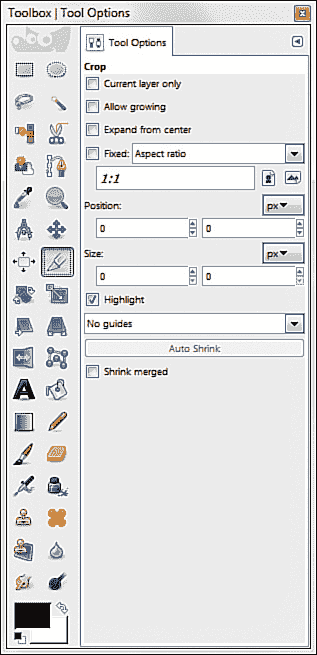 Toolbox | Tool Options
Tool Options
Crop
Current layer only
Allow growing
Expand from center
Fixed: Aspect ratio
1:1
Position: px
0 0
Size: px
0 0
Highlight
No guides
Auto Shrink
Shrink merged